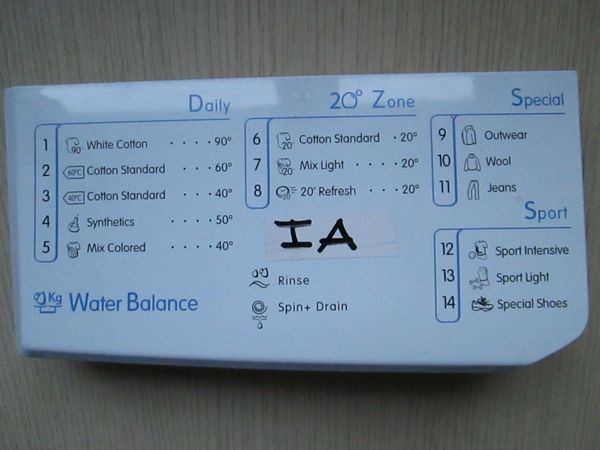 Daily
1 90 White Cotton ････90°
2 60°C Cotton Standard ････60°
3 40°C Cotton Standard ････40°
4 Synthetics ････50°
5 Mix Colored ････40°
20° Zone
6 20 Cotton Standard ･20°
7 20 Mix Light ････20°
8 20' Refresh ･･･20°
Special
9 Outwear
10 Wool
11 Jeans
Sport
12 Sport Intensive
13 Sport Light
14 Special Shoes
IA
Rinse
Spin+ Drain
Kg Water Balance